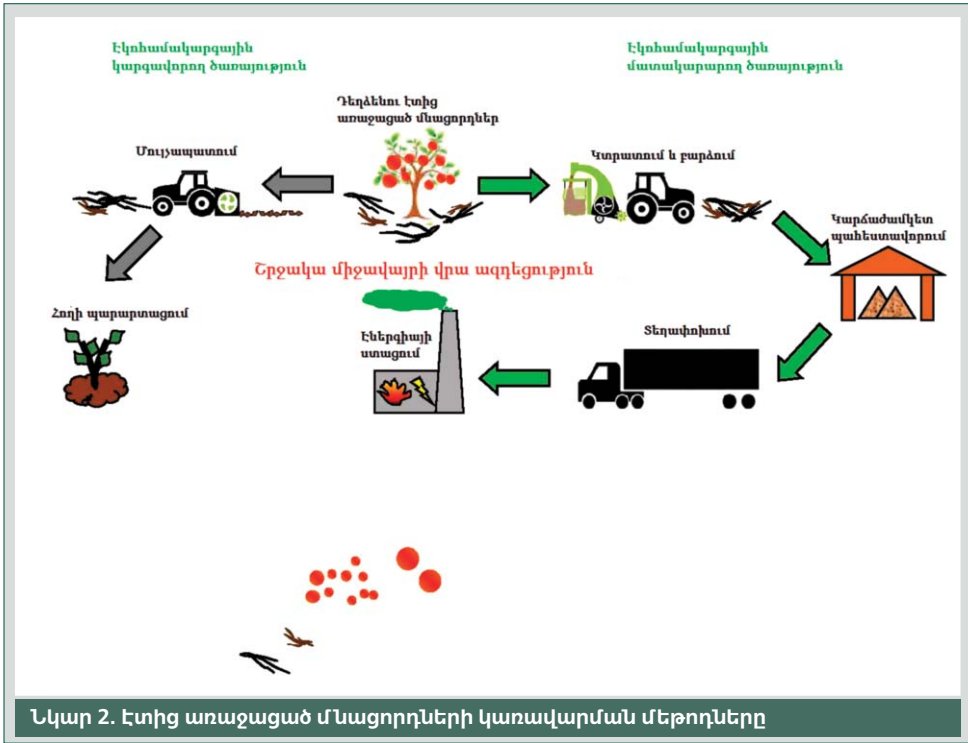 Էկոհամակարգային
կարգավորող ծառայություն
Էկոհամակարգային
մատակարարող ծառայություն
Դեղձենու էտից
առաջացած մնացորդներ
Մուլչապատում
Կտրատում և բարձում
Կարճաժամկետ
պահեստավորում
Շրջակա միջավայրի վրա ազդեցություն
Հողի պարարտացում
Էներգիայի
ստացում
Տեղափոխում
Նկար 2. Էտից առաջացած մնացորդների կառավարման մեթոդները